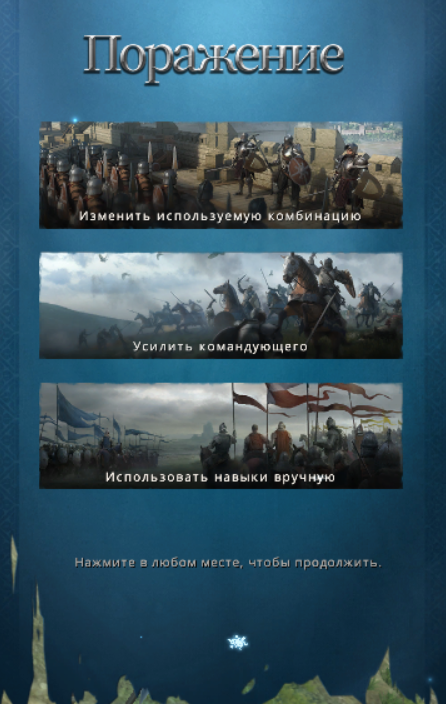 Поражение
Изменить используемую комбинацию
Усилить командующего
Использовать навыки вручную
Нажмите в любом месте, чтобы продолжить.